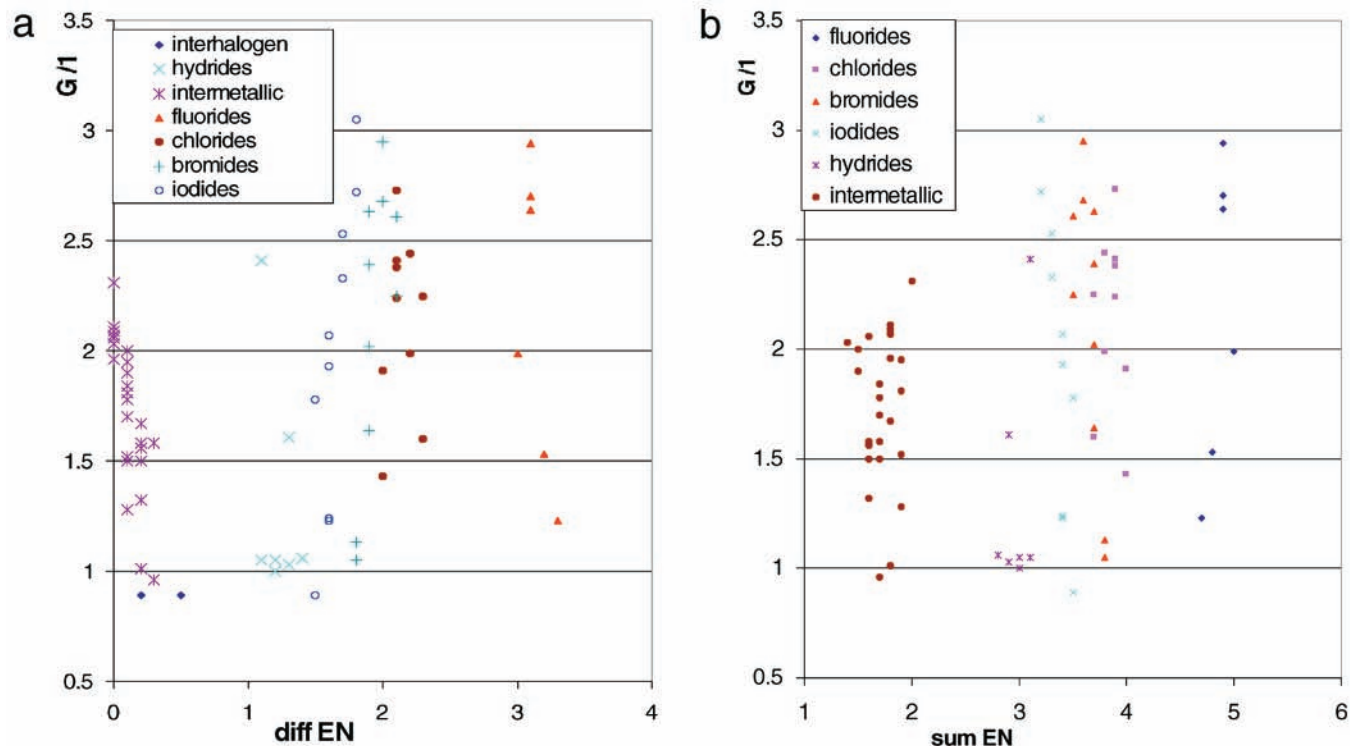 a
G /1
3.5
3
2.5
2
1.5
1
0.5
0
1
2
3
4
diff EN
interhalogen
hydrides
intermetallic
fluorides
chlorides
bromides
iodides
b
G /1
3.5
3
2.5
2
1.5
1
0.5
1
2
3
4
5
6
sum EN
fluorides
chlorides
bromides
iodides
hydrides
intermetallic